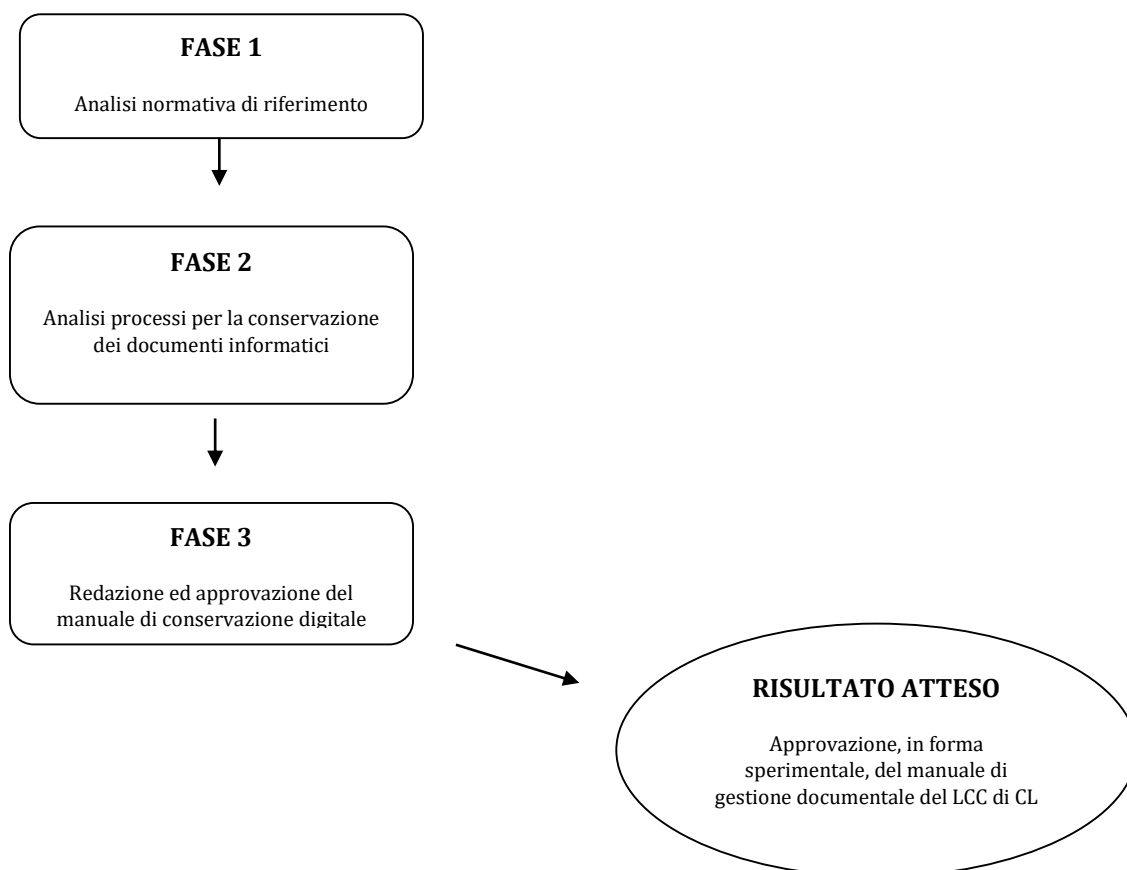 FASE 1
Analisi normativa di riferimento
FASE 2
Analisi processi per la conservazione
dei documenti informatici
FASE 3
Redazione ed approvazione del
manuale di conservazione digitale
RISULTATO ATTESO
Approvazione, in forma
sperimentale, del manuale di
gestione documentale del LCC di CL